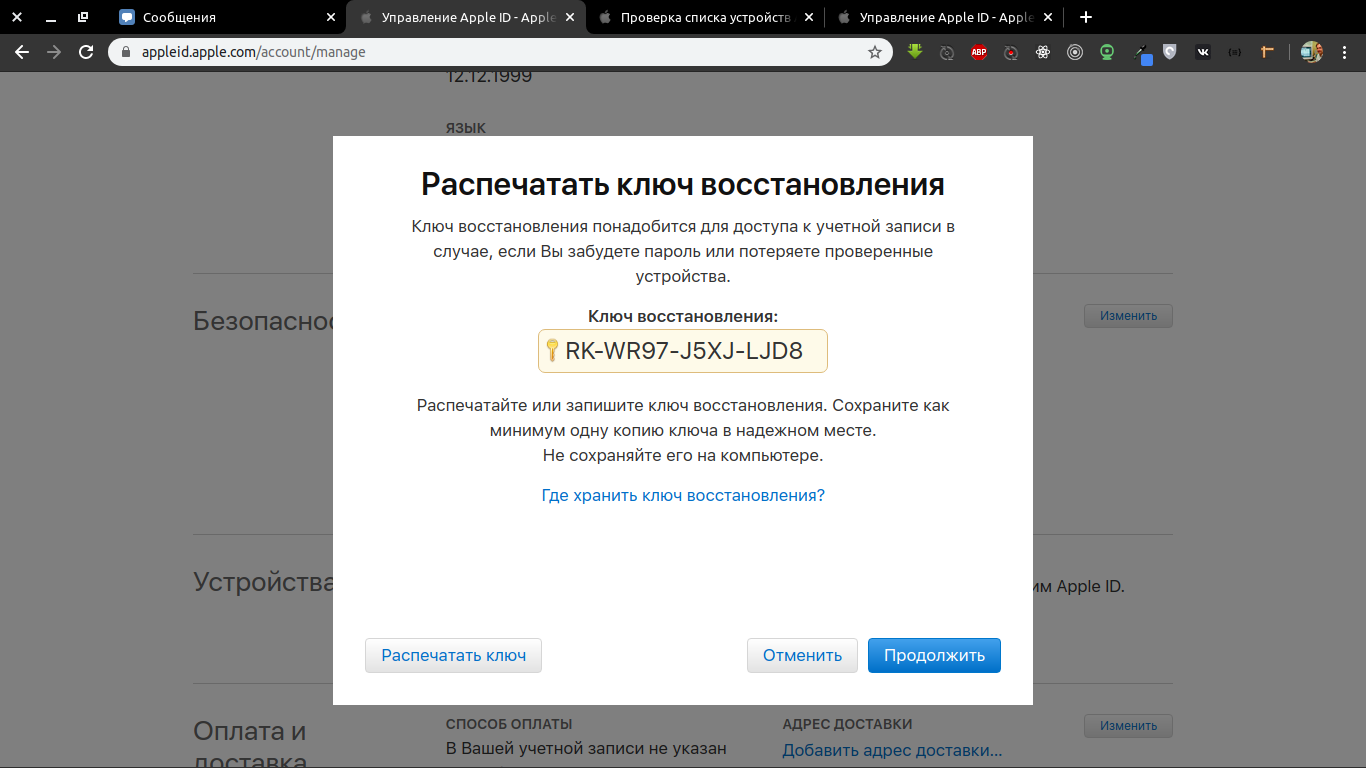 Сообщения
Управление Apple ID - Apple
Проверка списка устройств
Управление Apple ID - Apple
appleid.apple.com/account/manage
ABP
12.12.1999
ЯЗЫК
Распечатать ключ восстановления
Ключ восстановления понадобится для доступа к учетной записи в
случае, если Вы забудете пароль или потеряете проверенные
устройства.
Безопаснос
Изменить
Ключ восстановления:
RK-WR97-J5XJ-LJD8
Распечатайте или запишите ключ восстановления. Сохраните как
минимум одну копию ключа в надежном месте.
Не сохраняйте его на компьютере.
Где хранить ключ восстановления?
Устройства
им Apple ID.
Распечатать ключ
Отменить
Продолжить
Оплата и
доставка
СПОСОБ ОПЛАТЫ
В Вашей учетной записи не указан
АДРЕС ДОСТАВКИ
Добавить адрес доставки...
Изменить